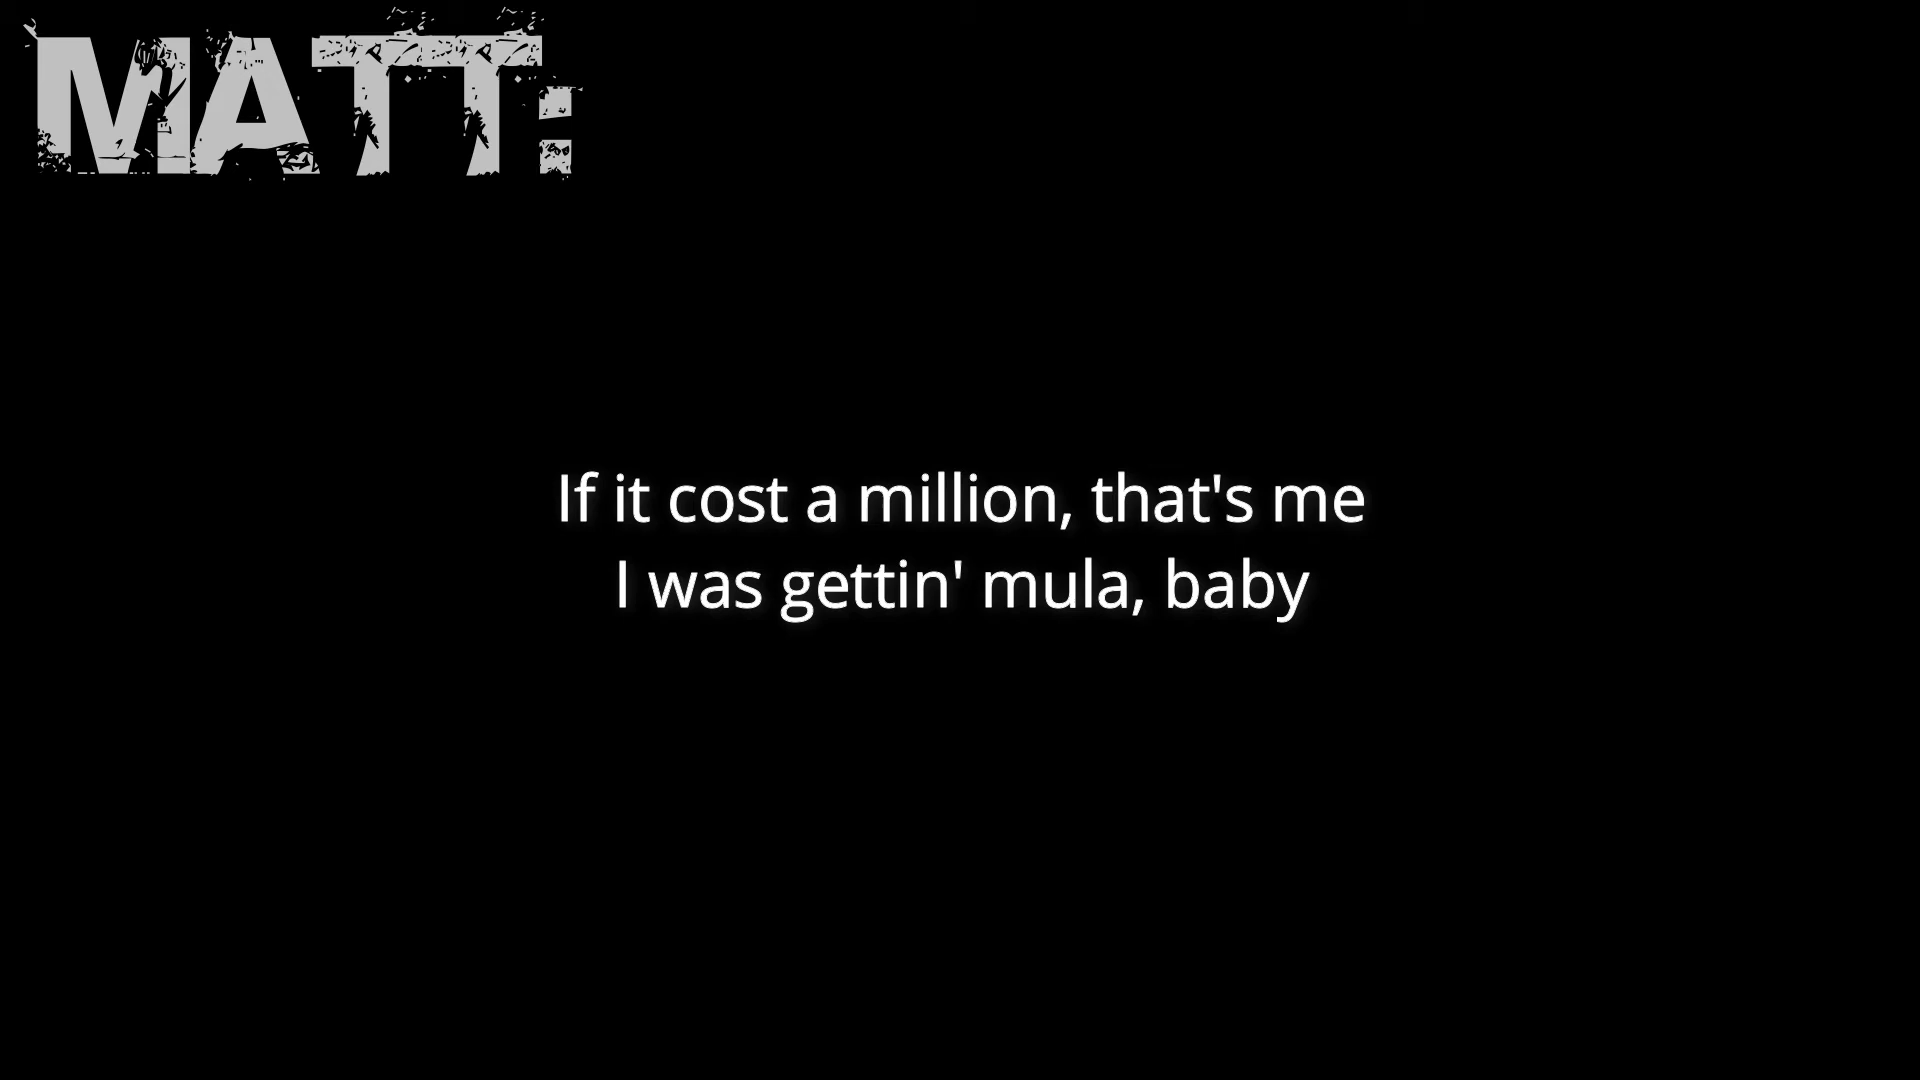 MATT:
If it cost a million, that's me
I was gettin' mula, baby